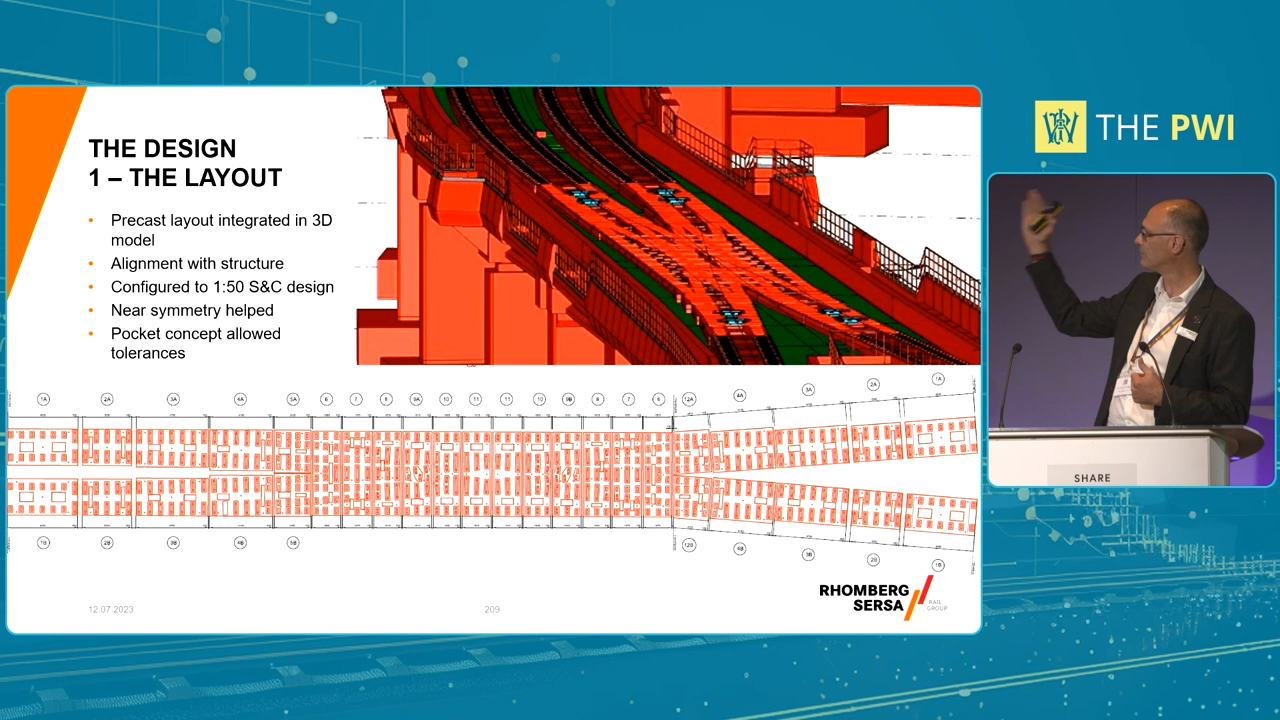 THE DESIGN
1 – THE LAYOUT
• Precast layout integrated in 3D
model
• Alignment with structure
• Configured to 1:50 S&C design
• Near symmetry helped
• Pocket concept allowed
tolerances
1A 2A 3A 4A 5A 6 7 8 9A 10 11 11 10 9B 8 7 6 12A 4A 3A 2A 1A
1B 2B 3B 4B 5B 12B 4B 3B 2B 1B
12.07.2023
209
RHOMBERG
SERSA
RAIL
GROUP
THE PWI
SHARE